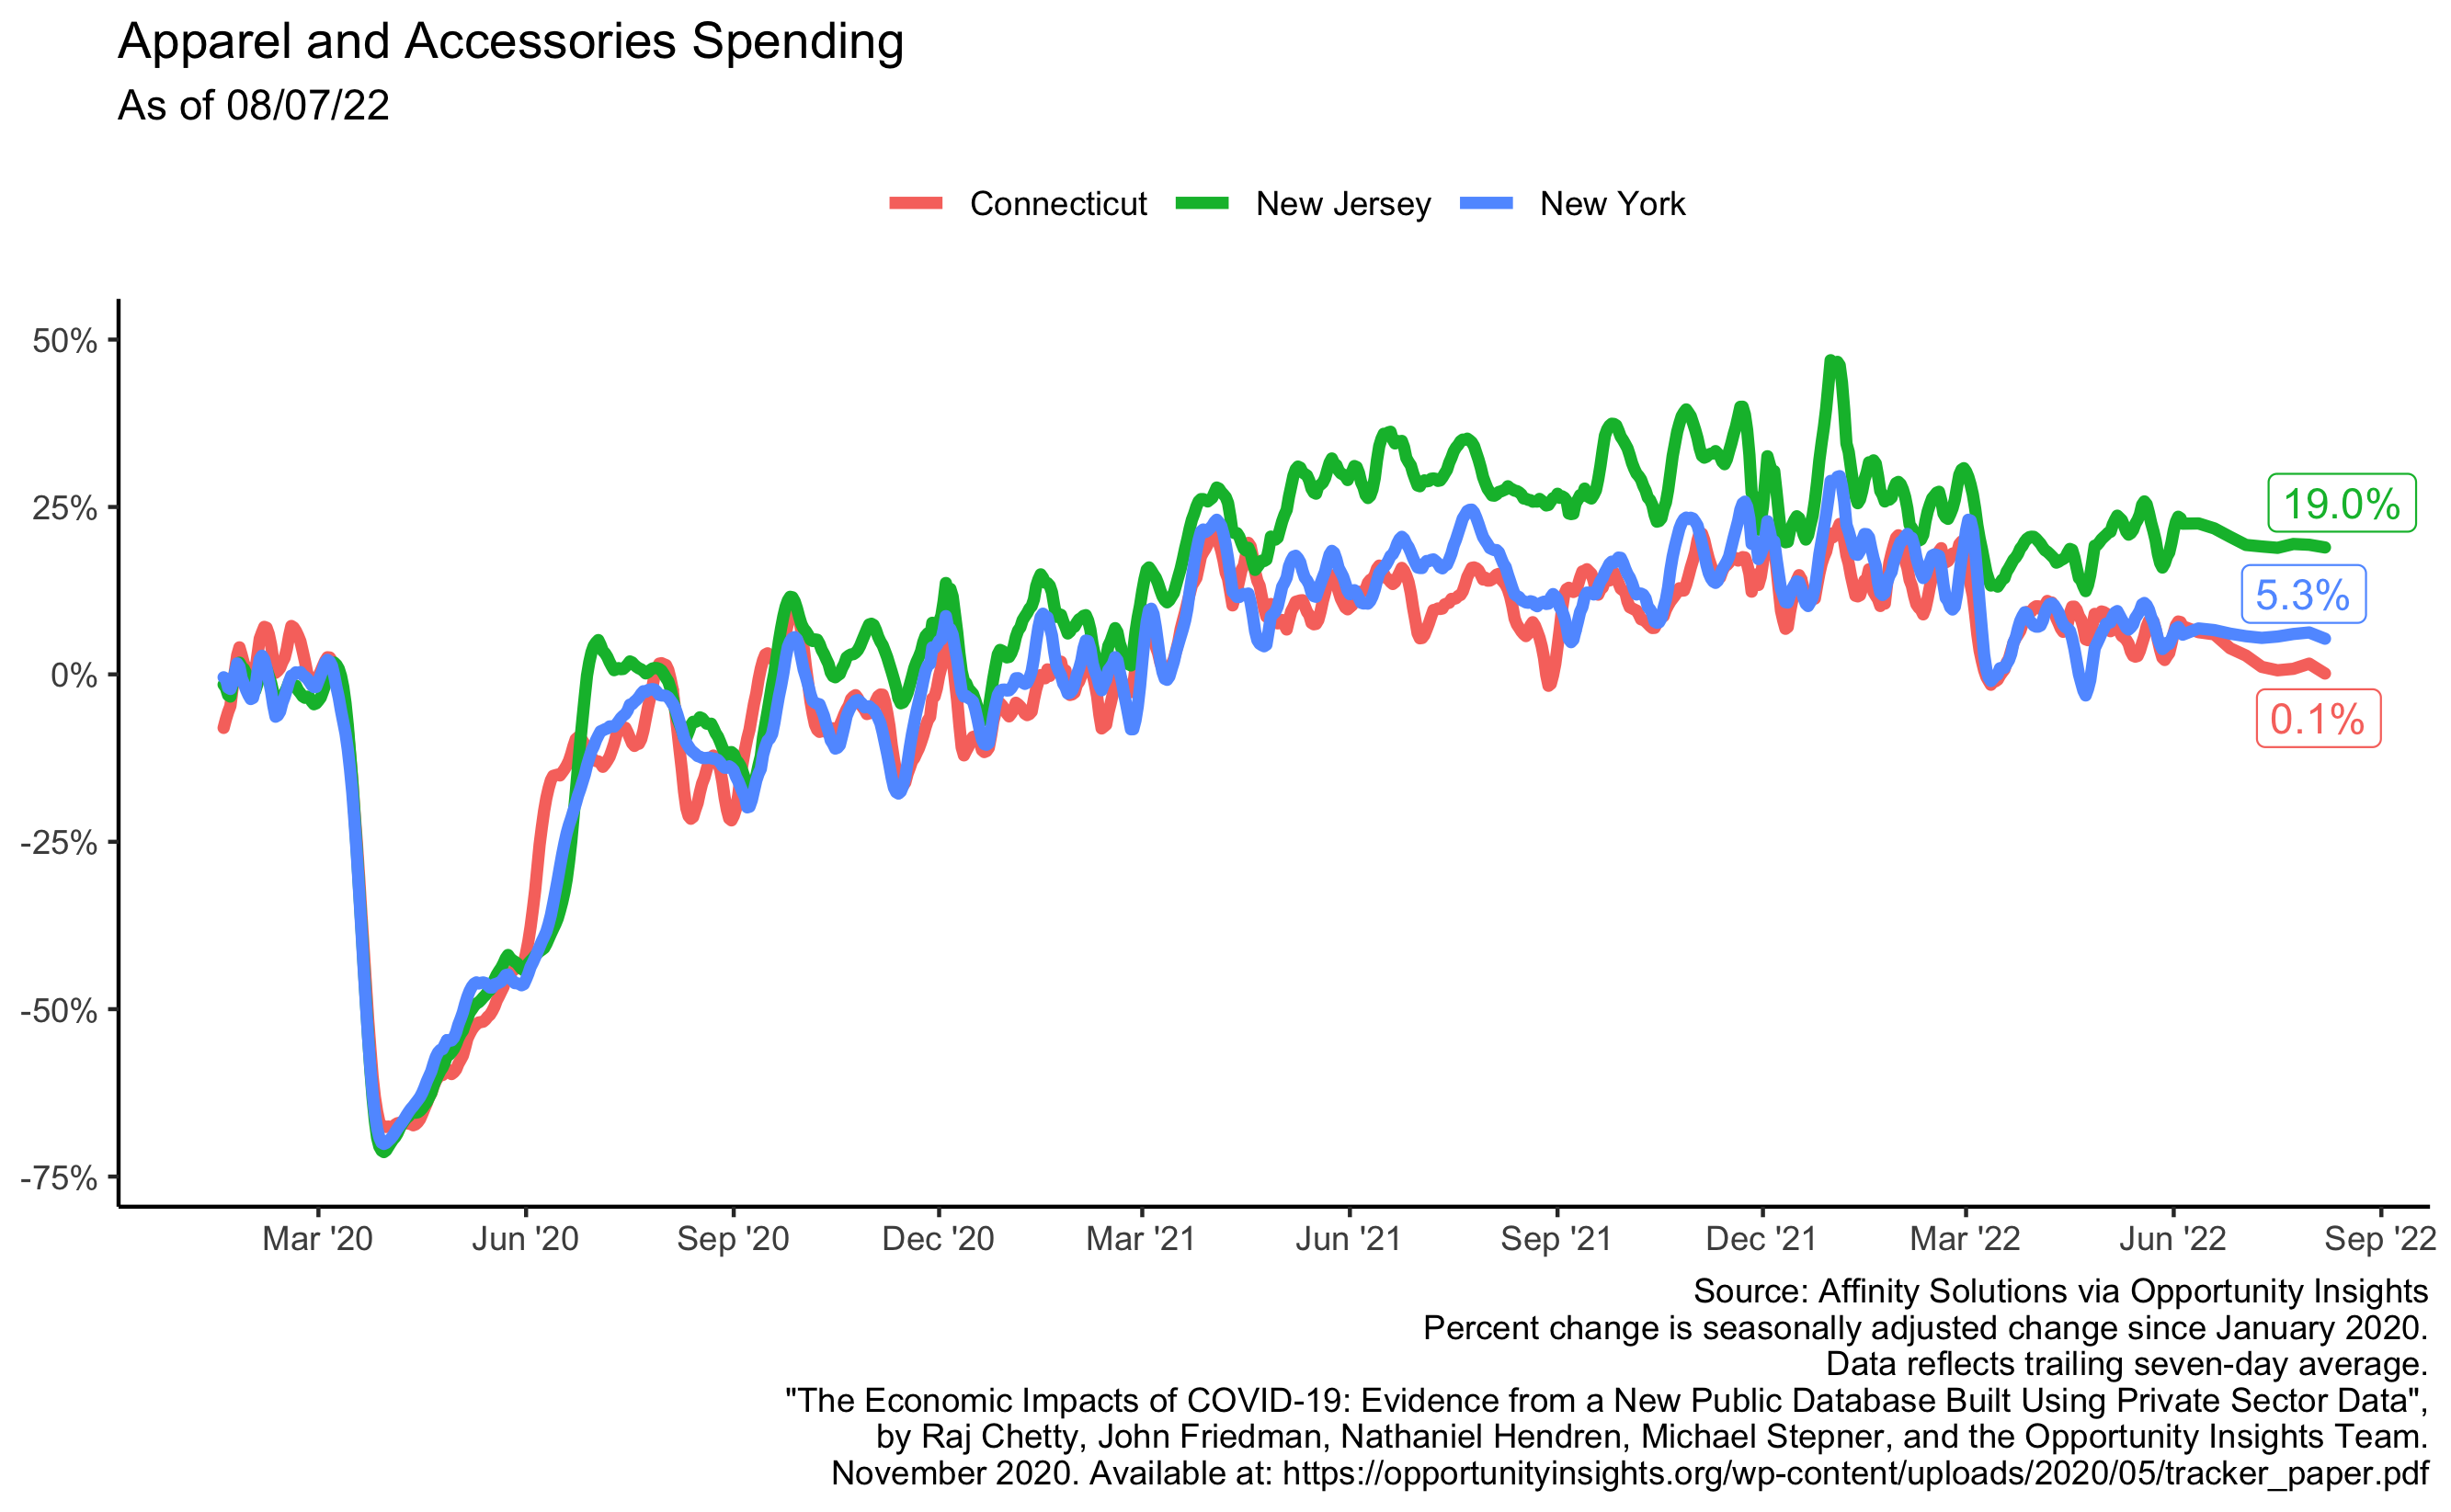 Apparel and Accessories Spending
As of 08/07/22
Connecticut New Jersey New York
50%
25%
0%
-25%
-50%
-75%
19.0%
5.3%
0.1%
Mar '20 Jun '20 Sep '20 Dec '20 Mar '21 Jun '21 Sep '21 Dec '21 Mar '22 Jun '22 Sep '22
Source: Affinity Solutions via Opportunity Insights
Percent change is seasonally adjusted change since January 2020.
Data reflects trailing seven-day average.
"The Economic Impacts of COVID-19: Evidence from a New Public Database Built Using Private Sector Data",
by Raj Chetty, John Friedman, Nathaniel Hendren, Michael Stepner, and the Opportunity Insights Team.
November 2020. Available at: https://opportunityinsights.org/wp-content/uploads/2020/05/tracker_paper.pdf